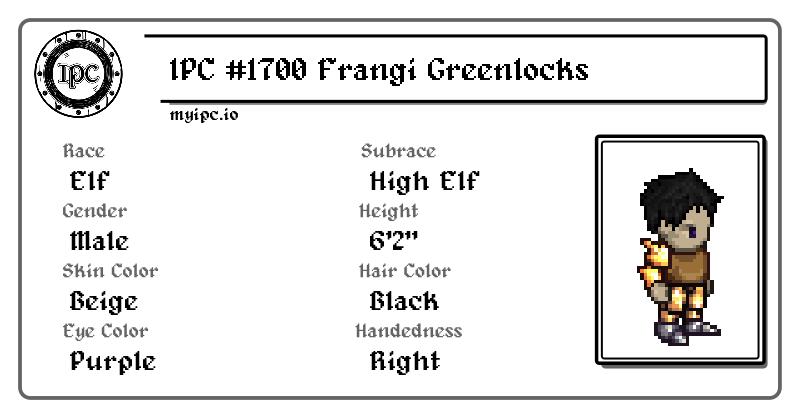 IPC
IPC #1700 Frangi Greenlocks
myipc.io
Race
Subrace
Elf
High Elf
Gender
Height
Male
6'2"
Skin Color
Hair Color
Beige
Black
Eye Color
Handedness
Purple
Right